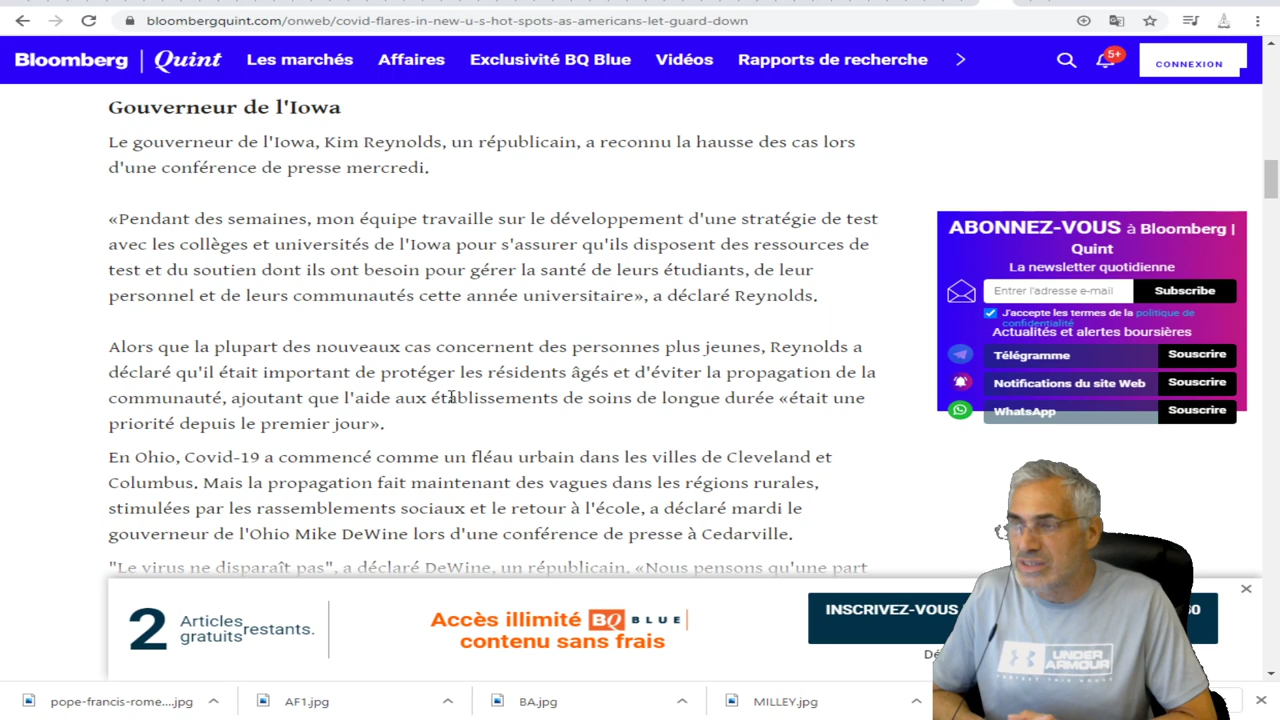 bloombergquint.com/onweb/covid-flares-in-new-u-s-hot-spots-as-americans-let-guard-down
Bloomberg | Quint Les marchés Affaires Exclusivité BQ Blue Vidéos Rapports de recherche 5+ CONNEXION
Gouverneur de l'Iowa
Le gouverneur de l'Iowa, Kim Reynolds, un républicain, a reconnu la hausse des cas lors
d'une conférence de presse mercredi.
«Pendant des semaines, mon équipe travaille sur le développement d'une stratégie de test
avec les collèges et universités de l'Iowa pour s'assurer qu'ils disposent des ressources de
test et du soutien dont ils ont besoin pour gérer la santé de leurs étudiants, de leur
personnel et de leurs communautés cette année universitaire», a déclaré Reynolds.
Alors que la plupart des nouveaux cas concernent des personnes plus jeunes, Reynolds a
déclaré qu'il était important de protéger les résidents âgés et d'éviter la propagation de la
communauté, ajoutant que l'aide aux établissements de soins de longue durée «était une
priorité depuis le premier jour».
En Ohio, Covid-19 a commencé comme un fléau urbain dans les villes de Cleveland et
Columbus. Mais la propagation fait maintenant des vagues dans les régions rurales,
stimulées par les rassemblements sociaux et le retour à l'école, a déclaré mardi le
gouverneur de l'Ohio Mike DeWine lors d'une conférence de presse à Cedarville.
"Le virus ne disparaît pas", a déclaré DeWine, un républicain. «Nous pensons qu'une part
ABONNEZ-VOUS à Bloomberg |
Quint
La newsletter quotidienne
Entrer l'adresse e-mail Subscribe
J'accepte les termes de la politique de
confidentialité
Actualités et alertes boursières
Télégramme Souscrire
Notifications du site Web Souscrire
WhatsApp Souscrire
2 Articles
gratuits restants.
Accès illimité BQ BLUE
contenu sans frais
INSCRIVEZ-VOUS
UNDER
ARMOUR
pope-francis-rome....jpg AF1.jpg BA.jpg MILLEY.jpg